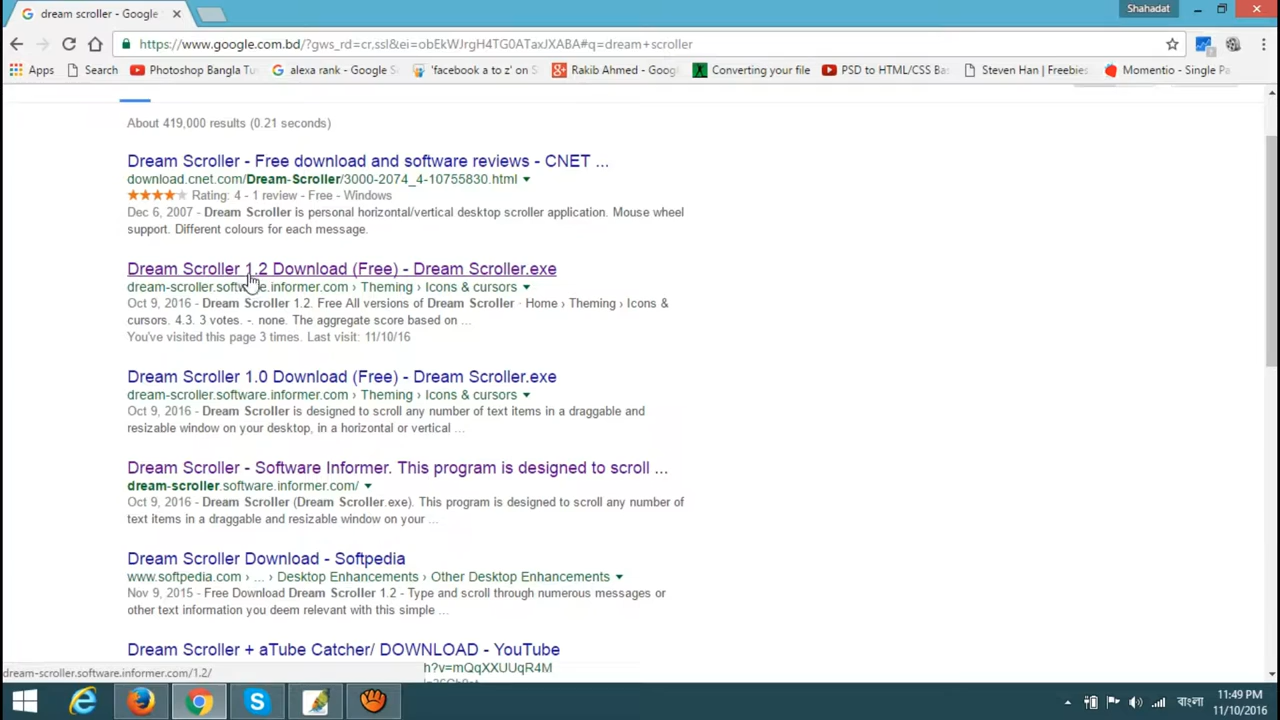 dream scroller - Google
Shahadat
https://www.google.com.bd/?gws_rd=cr,ssl&ei=obEkWJrgH4TG0ATaxJXABA#q=dream+scroller
Apps Search Photoshop Bangla Tu alexa rank - Google S 'facebook a to z' on S Rakib Ahmed - Goog Converting your file PSD to HTML/CSS Ba Steven Han | Freebies Momentio - Single P
About 419,000 results (0.21 seconds)
Dream Scroller - Free download and software reviews - CNET ...
download.cnet.com/Dream-Scroller/3000-2074_4-10755830.html
Rating: 4 - 1 review - Free - Windows
Dec 6, 2007 - Dream Scroller is personal horizontal/vertical desktop scroller application. Mouse wheel
support. Different colours for each message.
Dream Scroller 1.2 Download (Free) - Dream Scroller.exe
dream-scroller.software.informer.com › Theming › Icons & cursors
Oct 9, 2016 - Dream Scroller 1.2. Free All versions of Dream Scroller · Home › Theming › Icons &
cursors. 4.3. 3 votes. -. none. The aggregate score based on ...
You've visited this page 3 times. Last visit: 11/10/16
Dream Scroller 1.0 Download (Free) - Dream Scroller.exe
dream-scroller.software.informer.com › Theming › Icons & cursors
Oct 9, 2016 - Dream Scroller is designed to scroll any number of text items in a draggable and
resizable window on your desktop, in a horizontal or vertical ...
Dream Scroller - Software Informer. This program is designed to scroll ...
dream-scroller.software.informer.com/
Oct 9, 2016 - Dream Scroller (Dream Scroller.exe). This program is designed to scroll any number of
text items in a draggable and resizable window on your ...
Dream Scroller Download - Softpedia
www.softpedia.com › ... › Desktop Enhancements › Other Desktop Enhancements
Nov 9, 2015 - Free Download Dream Scroller 1.2 - Type and scroll through numerous messages or
other text information you deem relevant with this simple ...
Dream Scroller + aTube Catcher/ DOWNLOAD - YouTube
h?v=mQqXXUUqR4M
dream-scroller.software.informer.com/1.2/
বাংলা
11:49 PM
11/10/2016